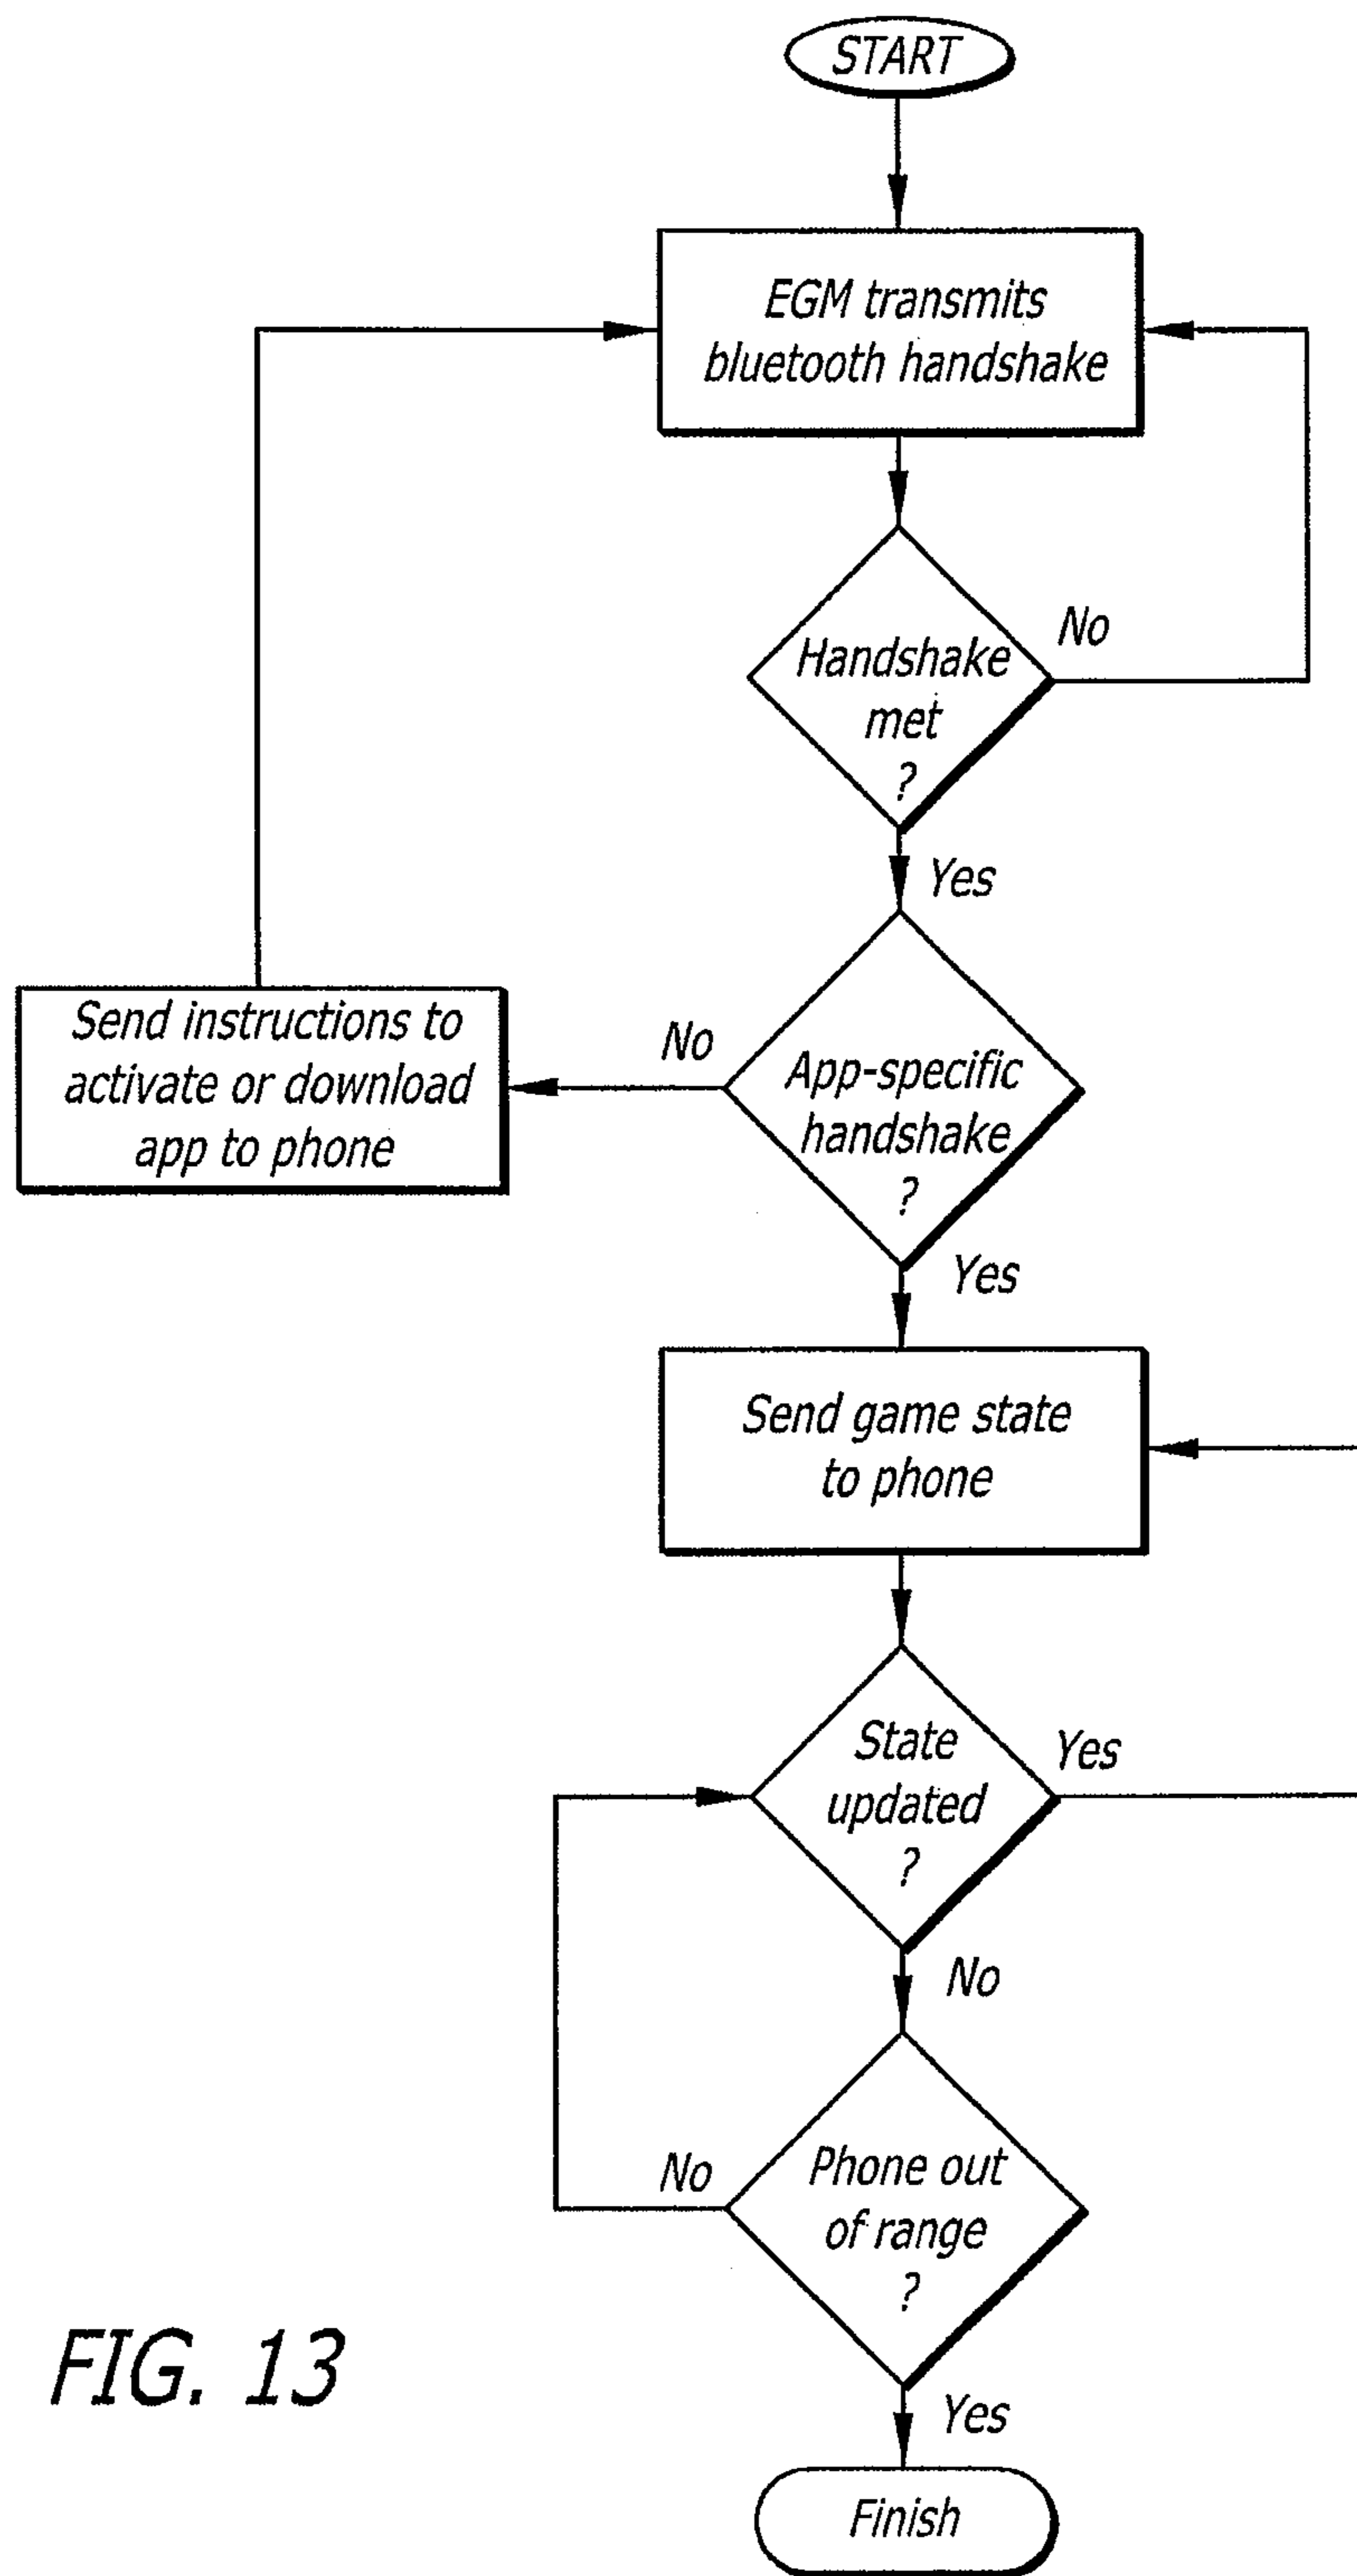 START
EGM transmits
bluetooth handshake
Handshake
met
?
No
Yes
App-specific
handshake
?
No
Send instructions to
activate or download
app to phone
Yes
Send game state
to phone
State
updated
?
Yes
No
Phone out
of range
?
No
Yes
Finish
FIG. 13